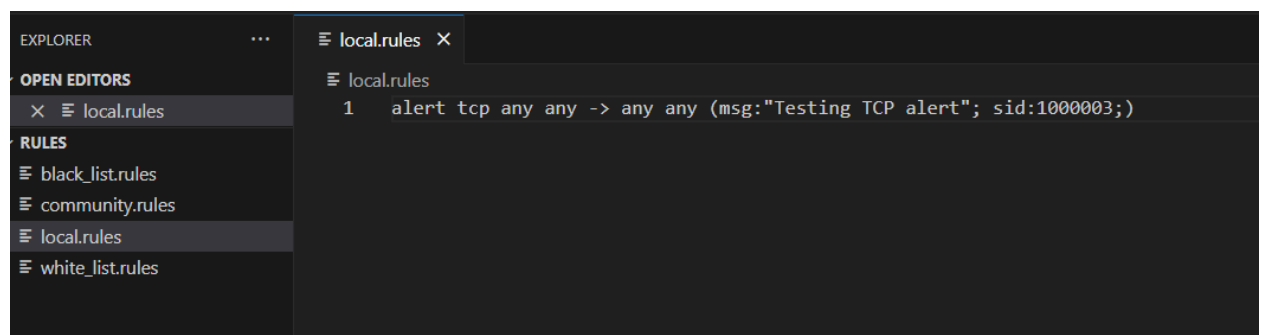 EXPLORER ...
OPEN EDITORS
local.rules
RULES
black_list.rules
community.rules
local.rules
white_list.rules
local.rules
local.rules
1 alert tcp any any -> any any (msg:"Testing TCP alert"; sid:1000003;)